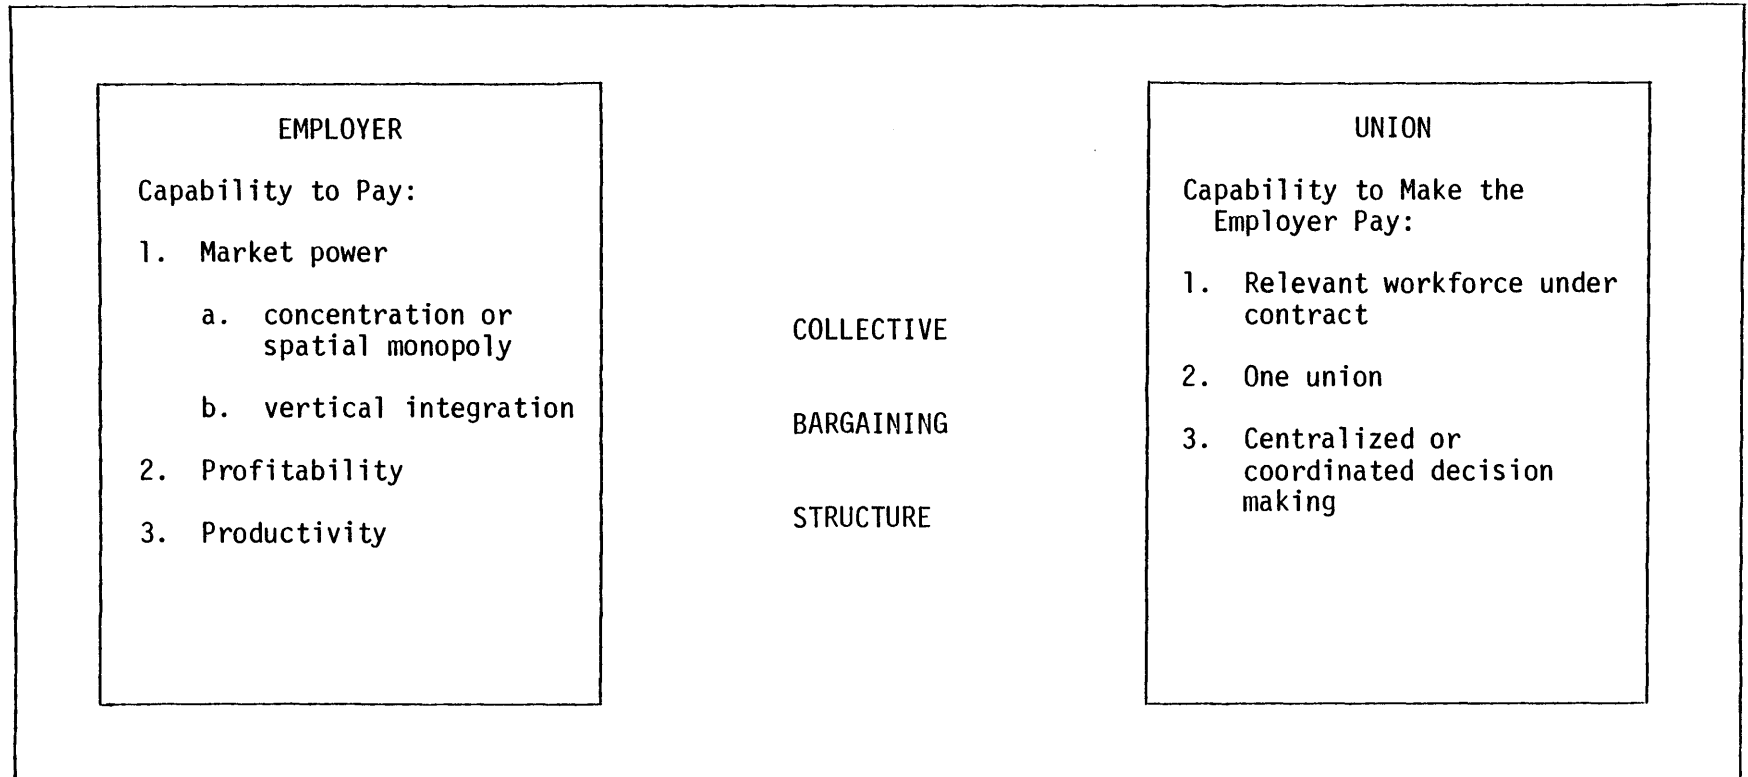 EMPLOYER
Capability to Pay:
1. Market power
a. concentration or
spatial monopoly
b. vertical integration
2. Profitability
3. Productivity
COLLECTIVE
BARGAINING
STRUCTURE
UNION
Capability to Make the
Employer Pay:
1. Relevant workforce under
contract
2. One union
3. Centralized or
coordinated decision
making